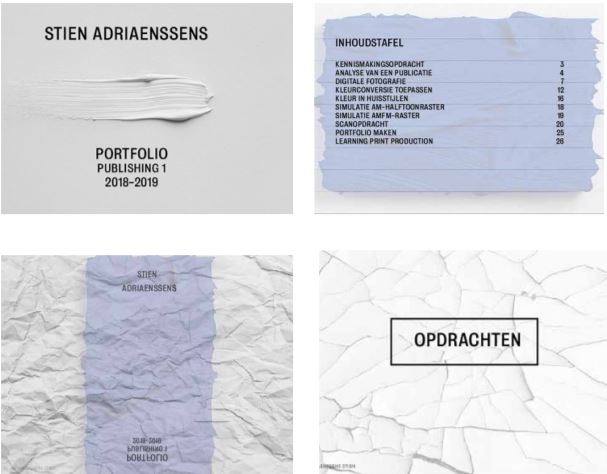 STIEN ADRIAENSSENS
PORTFOLIO
PUBLISHING 1
2018–2019
INHOUDSTAFEL
KENNISMAKINGSOPDRACHT 3
ANALYSE VAN EEN PUBLICATIE 4
DIGITALE FOTOGRAFIE 7
KLEURCONVERSIE TOEPASSEN 12
KLEUR IN HUISSTIJLEN 16
SIMULATIE AM-HALFTOONRASTER 18
SIMULATIE AMFM-RASTER 19
SCANOPDRACHT 20
PORTFOLIO MAKEN 25
LEARNING PRINT PRODUCTION 26
STIEN
ADRIAENSSENS
2018-2019
PUBLISHING 1
PORTFOLIO
OPDRACHTEN